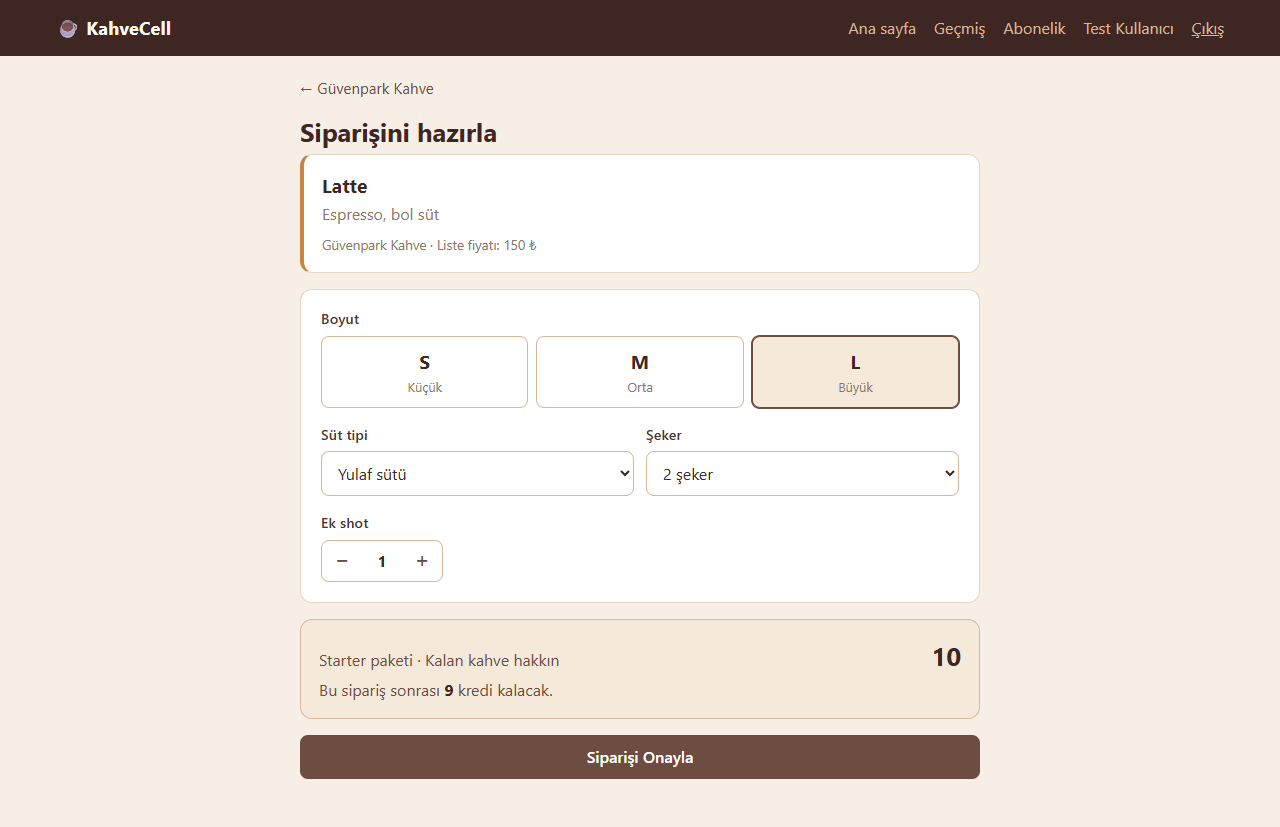 KahveCell
Ana sayfa Geçmiş Abonelik Test Kullanıcı Çıkış
← Güvenpark Kahve
Siparişini hazırla
Latte
Espresso, bol süt
Güvenpark Kahve · Liste fiyatı: 150 ₺
Boyut
S M L
Küçük Orta Büyük
Süt tipi Şeker
Yulaf sütü 2 şeker
Ek shot
− 1 +
Starter paketi · Kalan kahve hakkın 10
Bu sipariş sonrası 9 kredi kalacak.
Siparişi Onayla